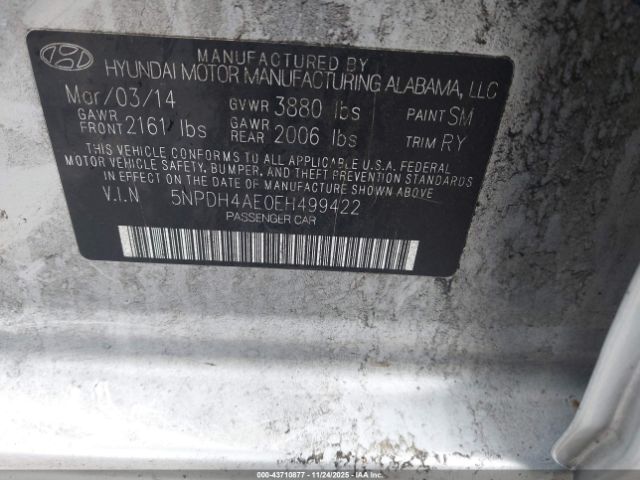 MANUFACTURED BY
HYUNDAI MOTOR MANUFACTURING ALABAMA, LLC
Mar/03/14 GVWR 3880 lbs PAINT SM
GAWR FRONT 2161 lbs GAWR REAR 2006 lbs TRIM RY
THIS VEHICLE CONFORMS TO ALL APPLICABLE U.S.A. FEDERAL
MOTOR VEHICLE SAFETY, BUMPER, AND THEFT PREVENTION STANDARDS
IN EFFECT ON THE DATE OF MANUFACTURE SHOWN ABOVE.
V.I.N 5NPDH4AE0EH499422
PASSENGER CAR
000-43710877 - 11/24/2025 - IAA Inc. Copyright